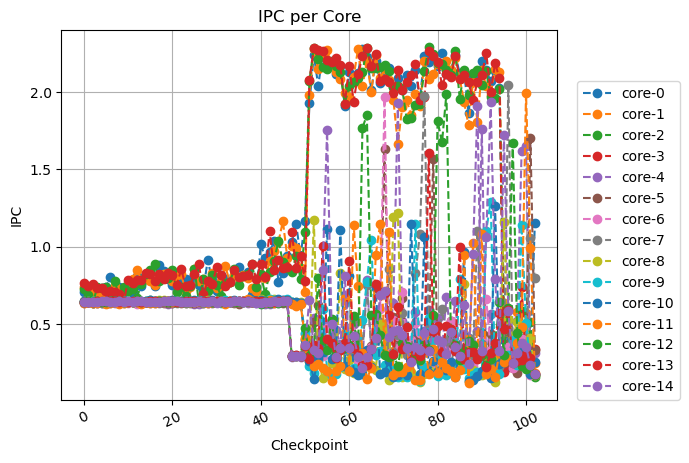 IPC per Core
IPC
2.0
1.5
1.0
0.5
0
20
40
60
80
100
Checkpoint
core-0
core-1
core-2
core-3
core-4
core-5
core-6
core-7
core-8
core-9
core-10
core-11
core-12
core-13
core-14